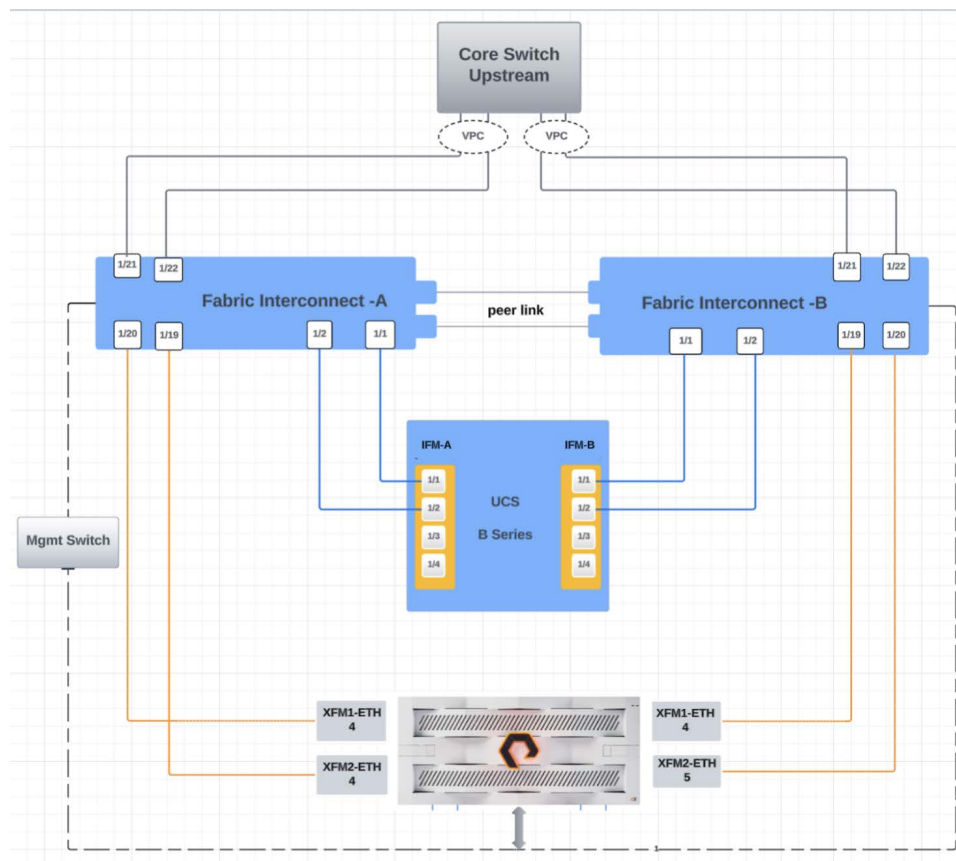 Core Switch
Upstream
VPC
VPC
1/21
1/22
1/21
1/22
Fabric Interconnect -A
peer link
Fabric Interconnect -B
1/20
1/19
1/2
1/1
1/1
1/2
1/19
1/20
IFM-A
IFM-B
1/1
1/1
UCS
1/2
1/2
B Series
1/3
1/3
1/4
1/4
Mgmt Switch
XFM1-ETH
4
XFM1-ETH
4
XFM2-ETH
4
XFM2-ETH
5
1